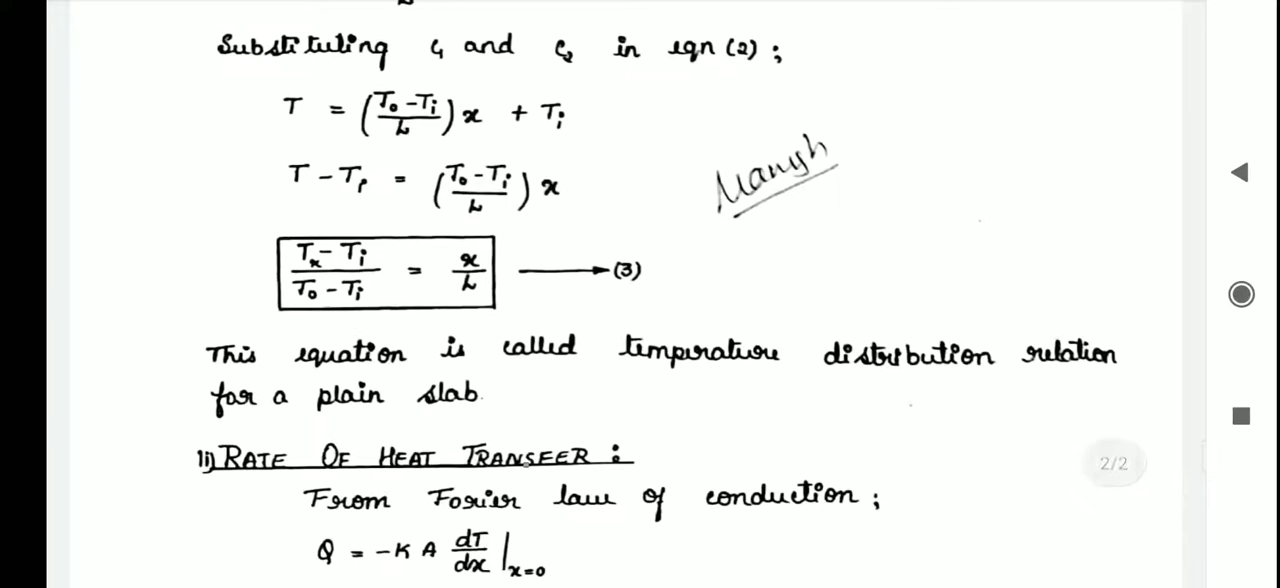 Substituting C₁ and C₂ in eqn (2) ;
T = (T₀ - Tᵢ / L) x + Tᵢ
T - Tᵢ = (T₀ - Tᵢ / L) x
Manysh
Tₓ - Tᵢ / T₀ - Tᵢ = x / L → (3)
This equation is called temperature distribution relation
for a plain slab.
ii) RATE OF HEAT TRANSFER :
2/2
From Forier law of conduction ;
Q = -K A dT/dx |ₓ₌₀